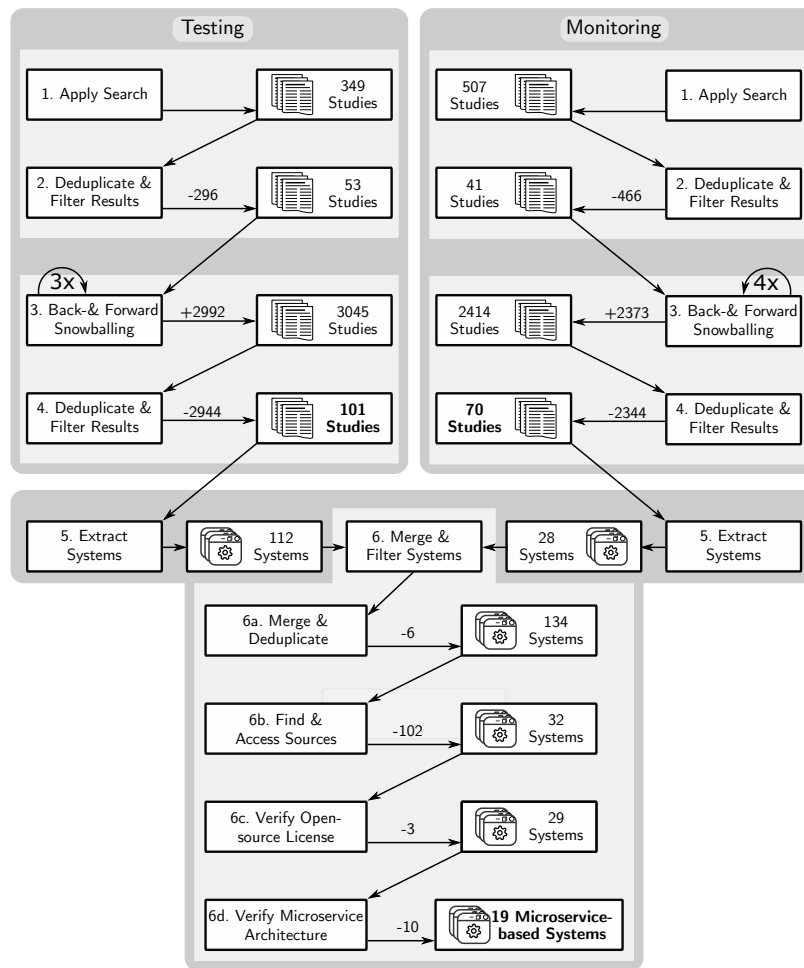 Testing
1. Apply Search
349
Studies
2. Deduplicate &
Filter Results
-296
53
Studies
3x
3. Back-& Forward
Snowballing
+2992
3045
Studies
4. Deduplicate &
Filter Results
-2944
101
Studies
Monitoring
507
Studies
1. Apply Search
41
Studies
-466
2. Deduplicate &
Filter Results
4x
2414
Studies
+2373
3. Back-& Forward
Snowballing
70
Studies
-2344
4. Deduplicate &
Filter Results
5. Extract
Systems
112
Systems
6. Merge &
Filter Systems
28
Systems
5. Extract
Systems
6a. Merge &
Deduplicate
-6
134
Systems
6b. Find &
Access Sources
-102
32
Systems
6c. Verify Open-
source License
-3
29
Systems
6d. Verify Microservice
Architecture
-10
19 Microservice-
based Systems